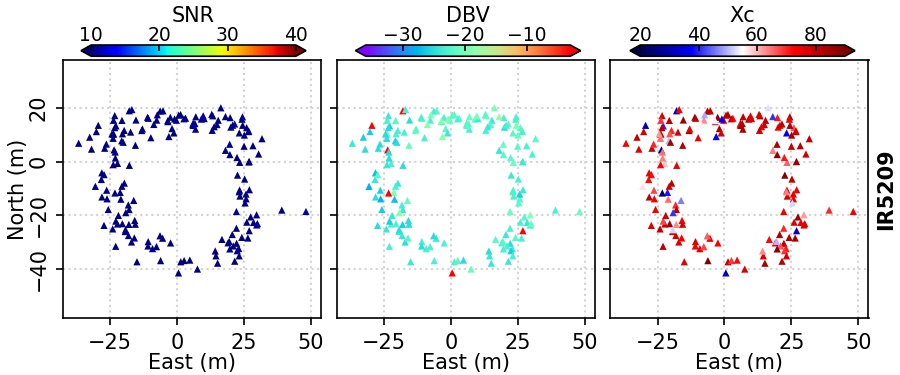 SNR DBV Xc
10 20 30 40 −30 −20 −10 20 40 60 80
North (m)
20
0
−20
−40
IR5209
−25 0 25 50 −25 0 25 50 −25 0 25 50
East (m) East (m) East (m)